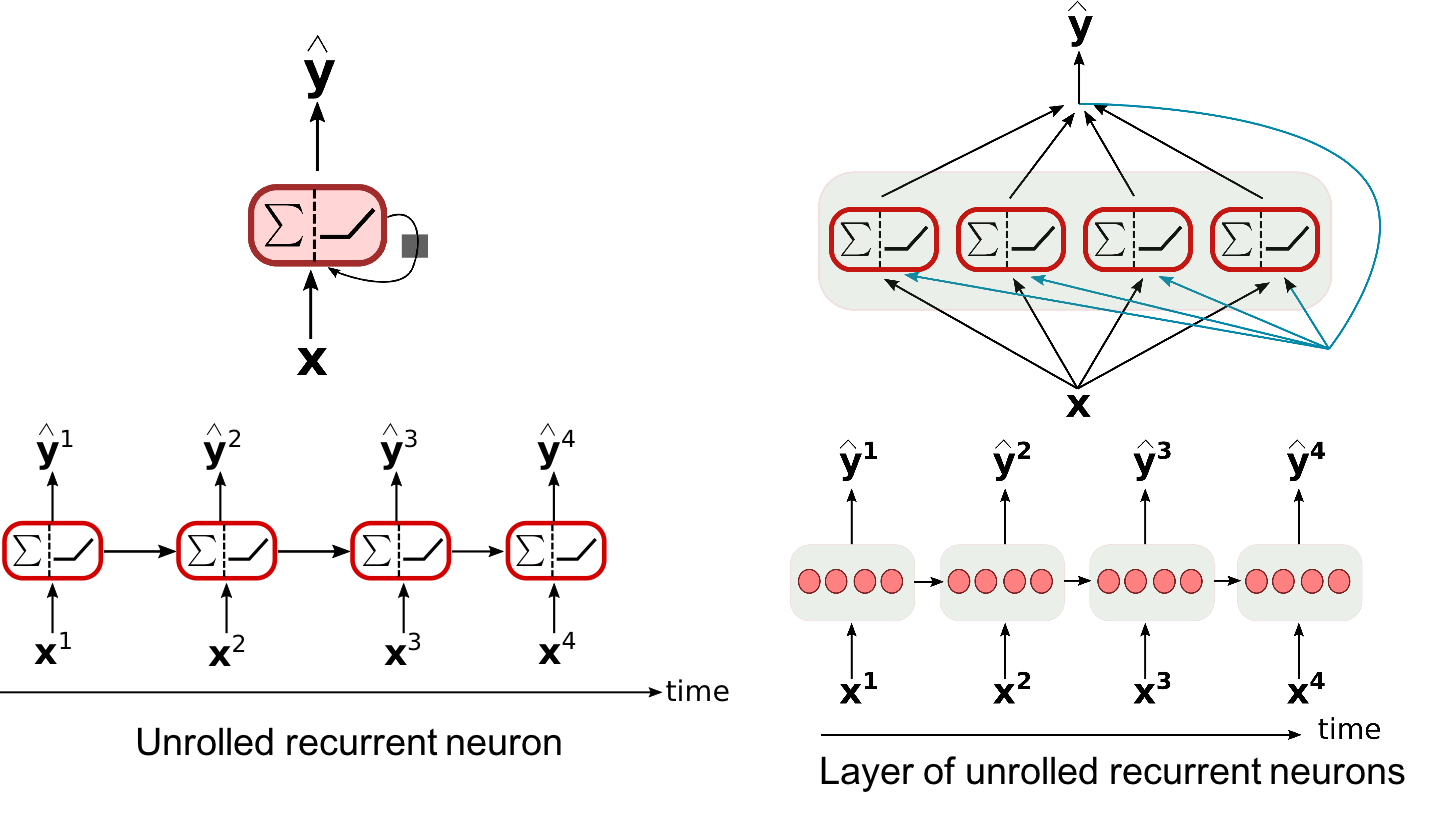 ŷ
Σ
x
ŷ¹ ŷ² ŷ³ ŷ⁴
Σ Σ Σ Σ
x¹ x² x³ x⁴
time
Unrolled recurrent neuron
ŷ
Σ Σ Σ Σ
x
ŷ¹ ŷ² ŷ³ ŷ⁴
x¹ x² x³ x⁴
time
Layer of unrolled recurrent neurons